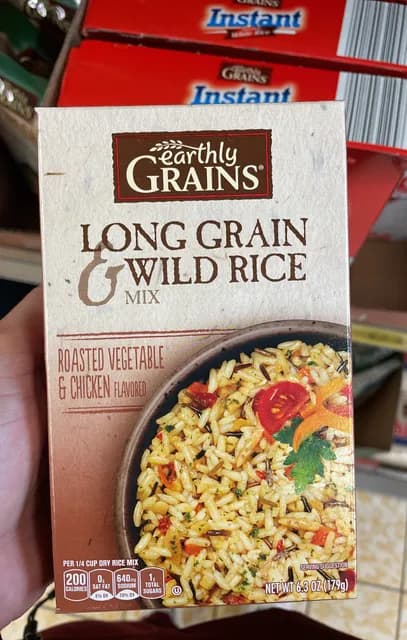 GRAINS
Instant
GRAINS
Instant
earthly
GRAINS®
LONG GRAIN
& WILD RICE
MIX
ROASTED VEGETABLE
& CHICKEN FLAVORED
PER 1/4 CUP DRY RICE MIX
200 CALORIES
0g SAT FAT 0% DV
640mg SODIUM
1g TOTAL SUGARS
SERVING SUGGESTION
NET WT 6.3 OZ (179g)